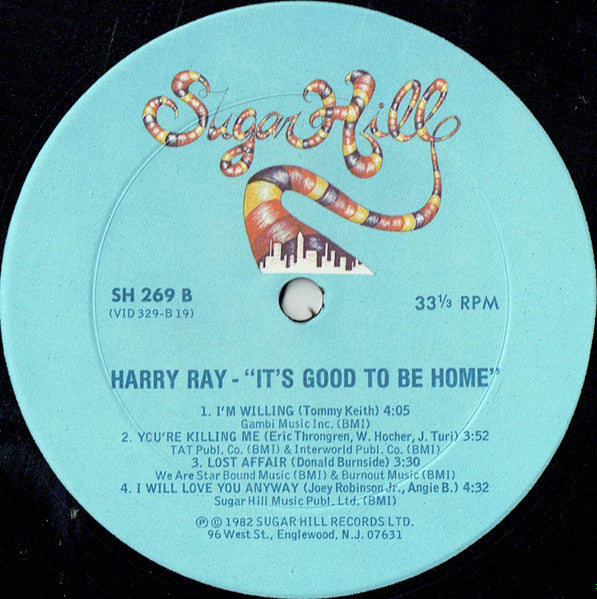 Sugar Hill
SH 269 B
(VID 329-B 19)
33 1/3 RPM
HARRY RAY - "IT'S GOOD TO BE HOME"
1. I'M WILLING (Tommy Keith) 4:05
Gambi Music Inc. (BMI)
2. YOU'RE KILLING ME (Eric Throngren, W. Hocher, J. Turi) 3:52
TAT Publ. Co. (BMI) & Interworld Publ. Co. (BMI)
3. LOST AFFAIR (Donald Burnside) 3:30
We Are Star Bound Music (BMI) & Burnout Music (BMI)
4. I WILL LOVE YOU ANYWAY (Joey Robinson Jr., Angie B.) 4:32
Sugar Hill Music Publ. Ltd. (BMI)
℗ © 1982 SUGAR HILL RECORDS LTD.
96 West St., Englewood, N.J. 07631